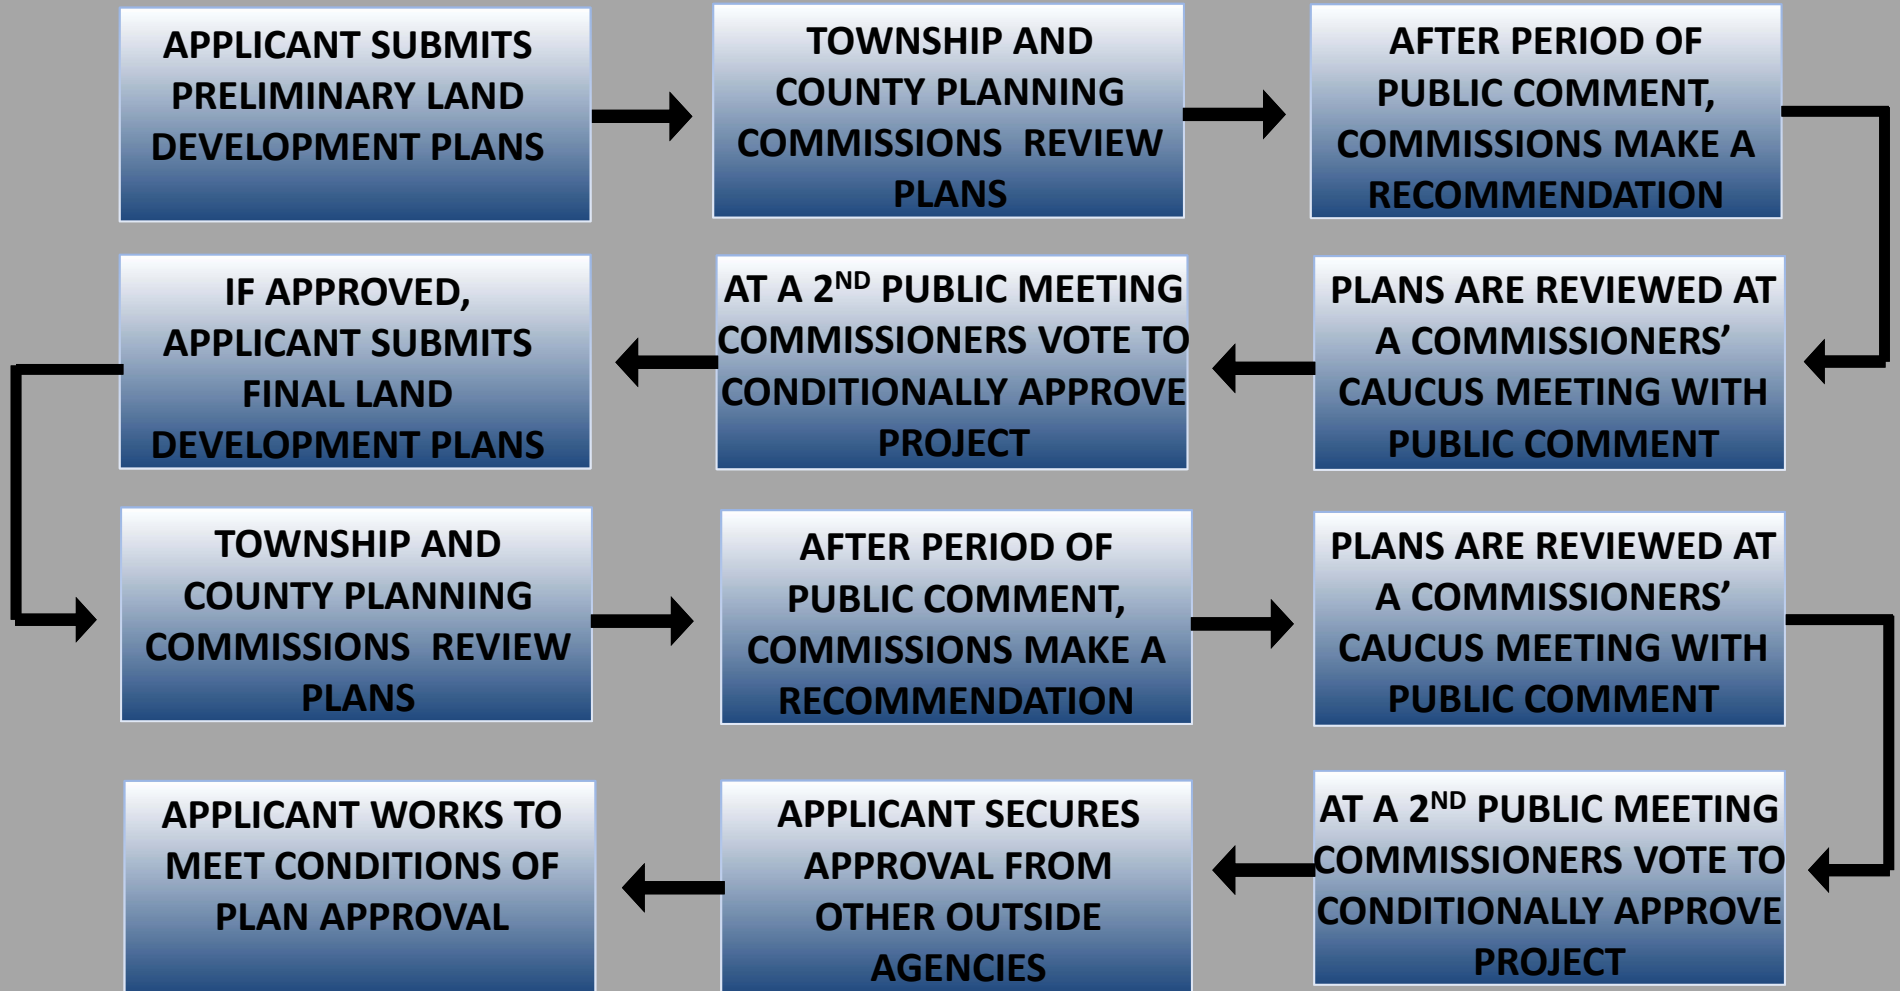 APPLICANT SUBMITS
PRELIMINARY LAND
DEVELOPMENT PLANS
TOWNSHIP AND
COUNTY PLANNING
COMMISSIONS  REVIEW
PLANS
AFTER PERIOD OF
PUBLIC COMMENT,
COMMISSIONS MAKE A
RECOMMENDATION
PLANS ARE REVIEWED AT
A COMMISSIONERS’
CAUCUS MEETING WITH
PUBLIC COMMENT
AT A 2ND PUBLIC MEETING
COMMISSIONERS VOTE TO
CONDITIONALLY APPROVE
PROJECT
IF APPROVED,
APPLICANT SUBMITS
FINAL LAND
DEVELOPMENT PLANS
TOWNSHIP AND
COUNTY PLANNING
COMMISSIONS  REVIEW
PLANS
AFTER PERIOD OF
PUBLIC COMMENT,
COMMISSIONS MAKE A
RECOMMENDATION
PLANS ARE REVIEWED AT
A COMMISSIONERS’
CAUCUS MEETING WITH
PUBLIC COMMENT
AT A 2ND PUBLIC MEETING
COMMISSIONERS VOTE TO
CONDITIONALLY APPROVE
PROJECT
APPLICANT SECURES
APPROVAL FROM
OTHER OUTSIDE
AGENCIES
APPLICANT WORKS TO
MEET CONDITIONS OF
PLAN APPROVAL